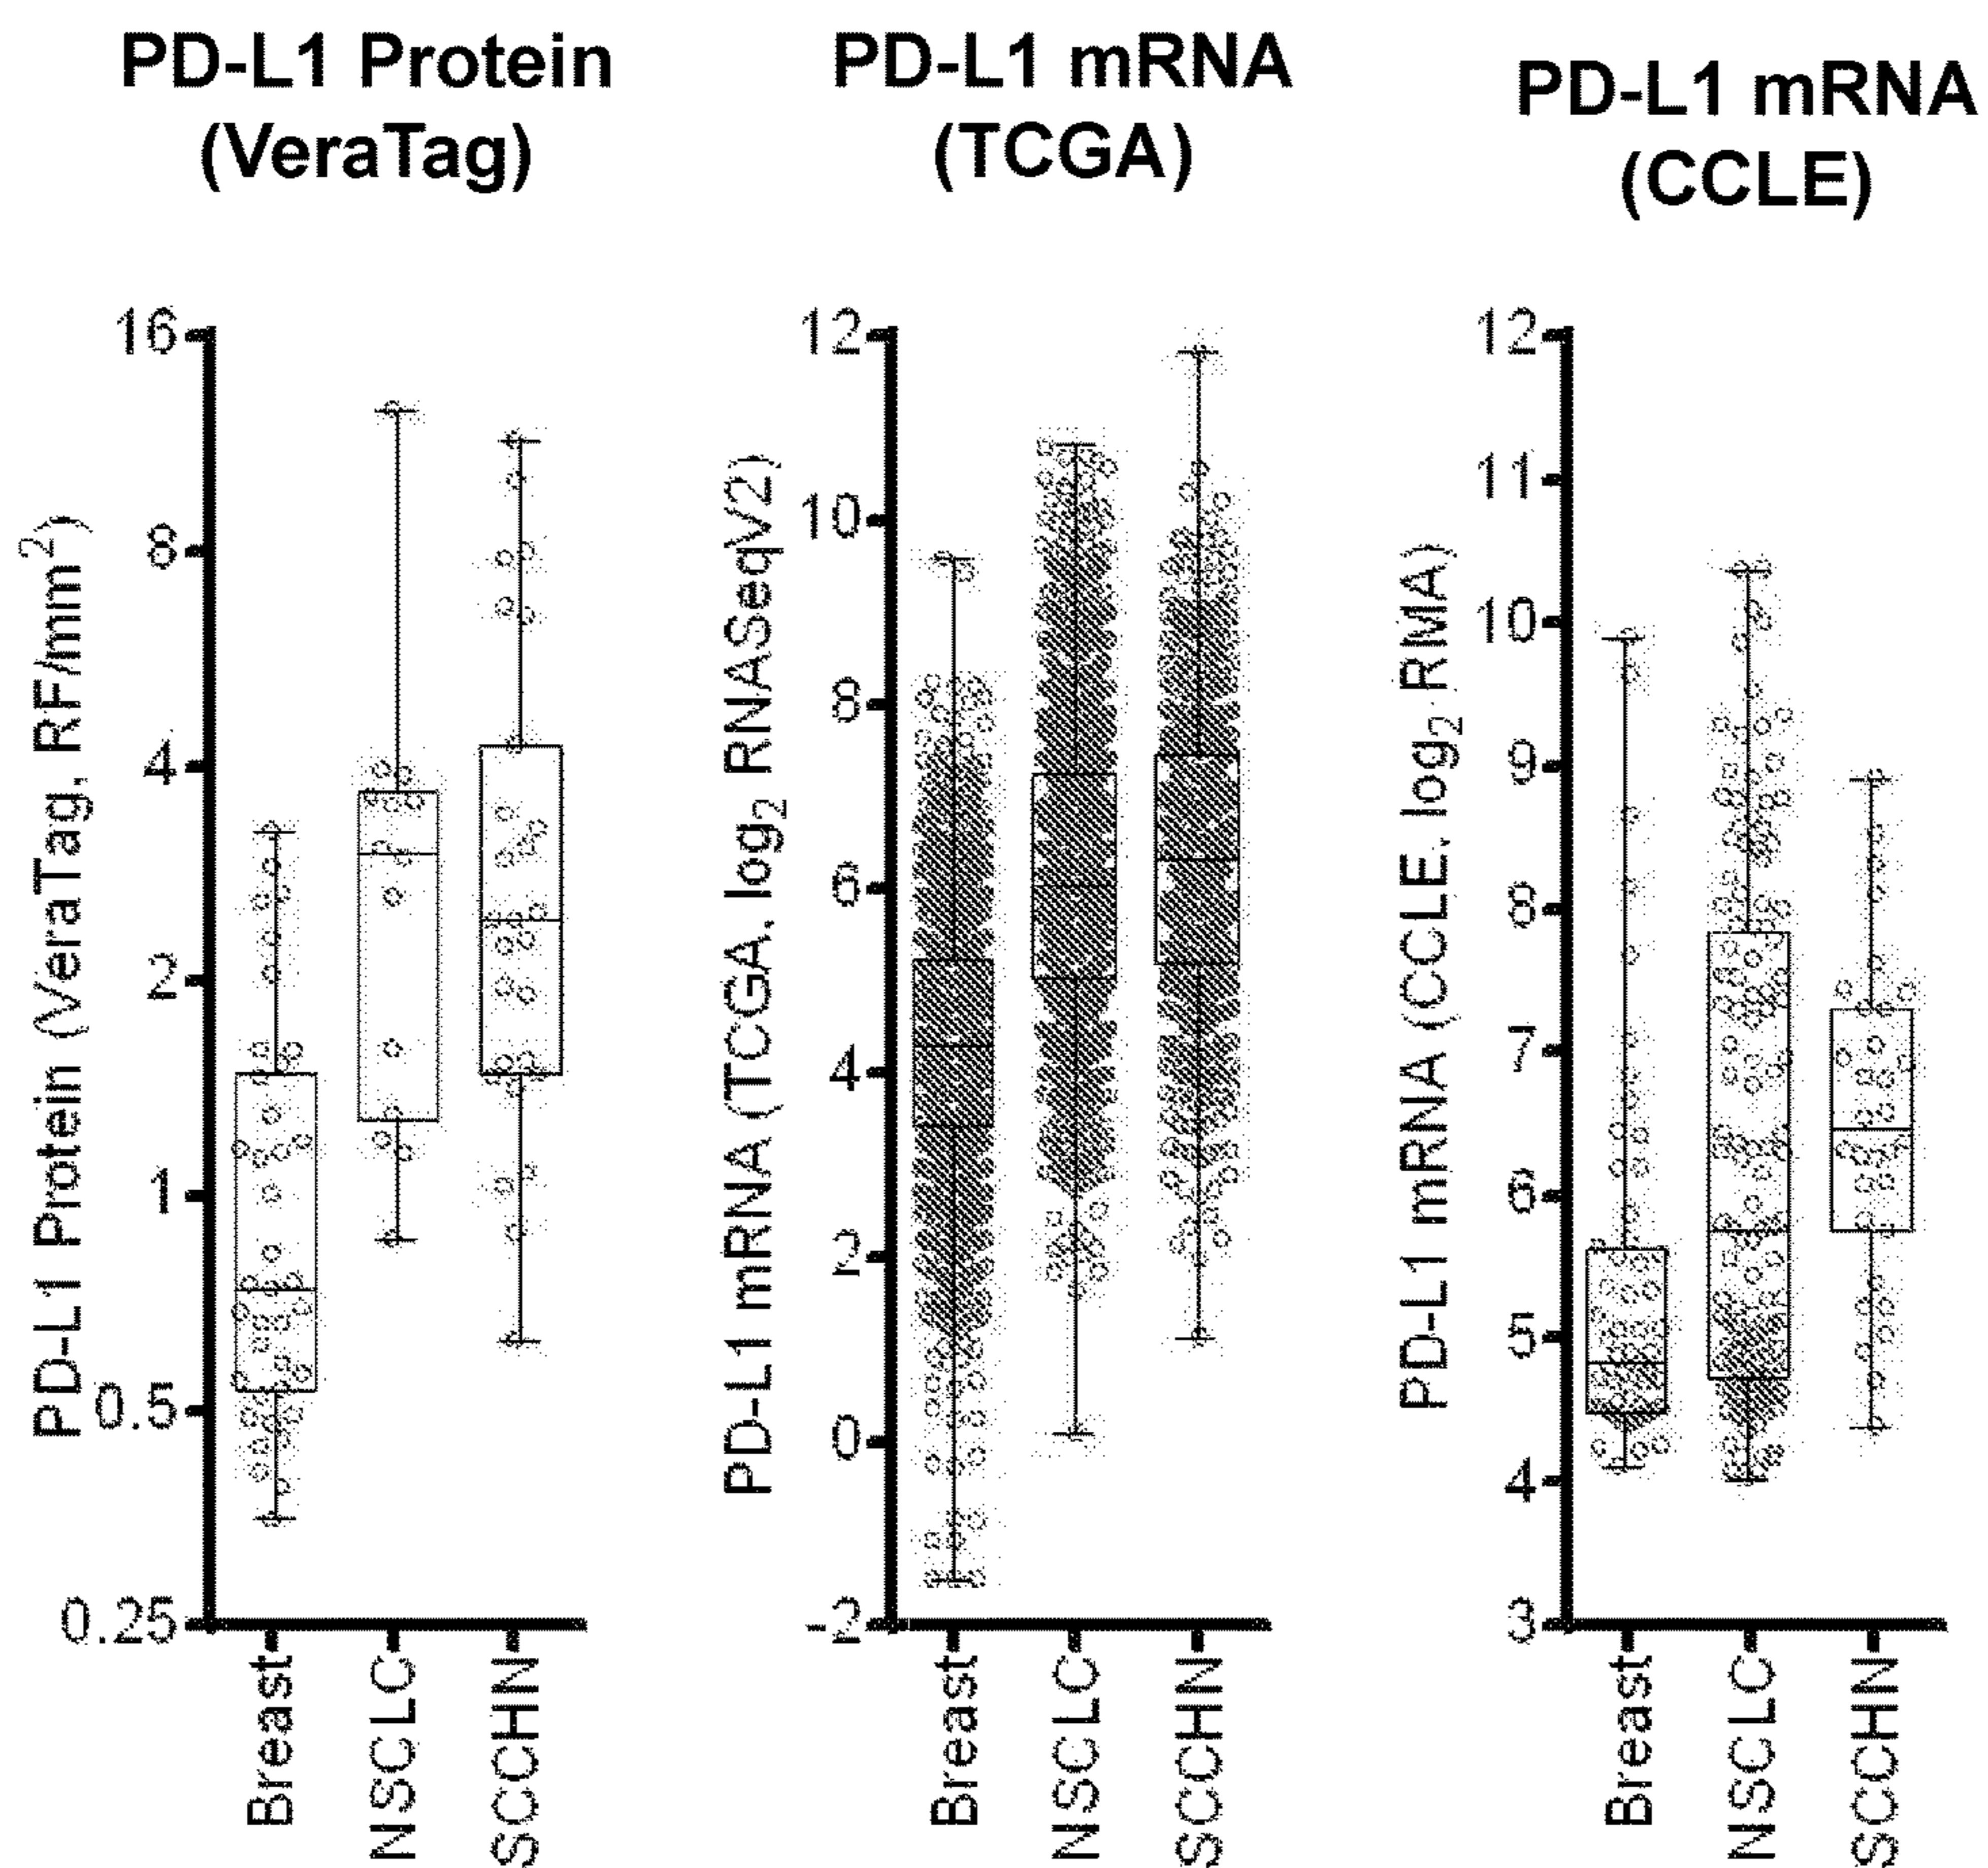 PD-L1 Protein
(VeraTag)
PD-L1 mRNA
(TCGA)
PD-L1 mRNA
(CCLE)
PD-L1 Protein (VeraTag, RF/mm²)
16
8
4
2
1
0.5
0.25
Breast
NSCLC
SCCHN
PD-L1 mRNA (TCGA, log₂ RNASeqV2)
12
10
8
6
4
2
0
-2
Breast
NSCLC
SCCHN
PD-L1 mRNA (CCLE, log₂ RMA)
12
11
10
9
8
7
6
5
4
3
Breast
NSCLC
SCCHN